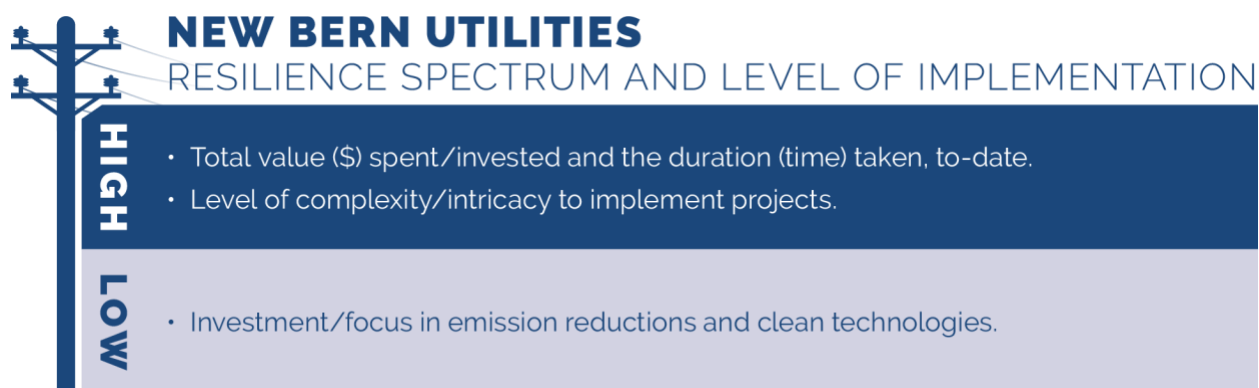 NEW BERN UTILITIES
RESILIENCE SPECTRUM AND LEVEL OF IMPLEMENTATION
HIGH
• Total value ($) spent/invested and the duration (time) taken, to-date.
• Level of complexity/intricacy to implement projects.
LOW
• Investment/focus in emission reductions and clean technologies.